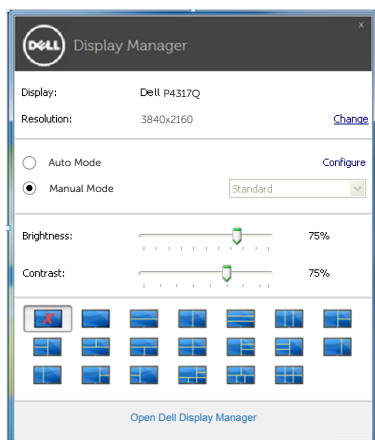 DELL Display Manager
x
Display: Dell P4317Q
Resolution: 3840x2160 Change
Auto Mode Configure
Manual Mode Standard
Brightness: 75%
Contrast: 75%
Open Dell Display Manager